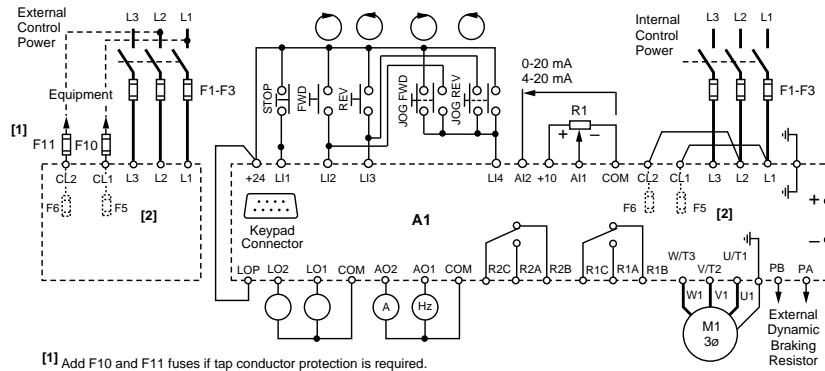 External
Control
Power
L3 L2 L1
F1-F3
Equipment
[1]
F11 F10
CL2 CL1 L3 L2 L1
F6 F5
[2]
STOP
FWD
REV
JOG FWD
JOG REV
0-20 mA
4-20 mA
R1
+ −
Internal
Control
Power
L3 L2 L1
F1-F3
+24 LI1 LI2 LI3 LI4 AI2 +10 AI1 COM CL2 CL1 L3 L2 L1
F6 F5
[2]
+
−
Keypad
Connector
A1
LOP LO2 LO1 COM AO2 AO1 COM R2C R2A R2B R1C R1A R1B W/T3 V/T2 U/T1 PB PA
A Hz
W1 V1 U1
M1
3ø
External
Dynamic
Braking
Resistor
[1] Add F10 and F11 fuses if tap conductor protection is required.